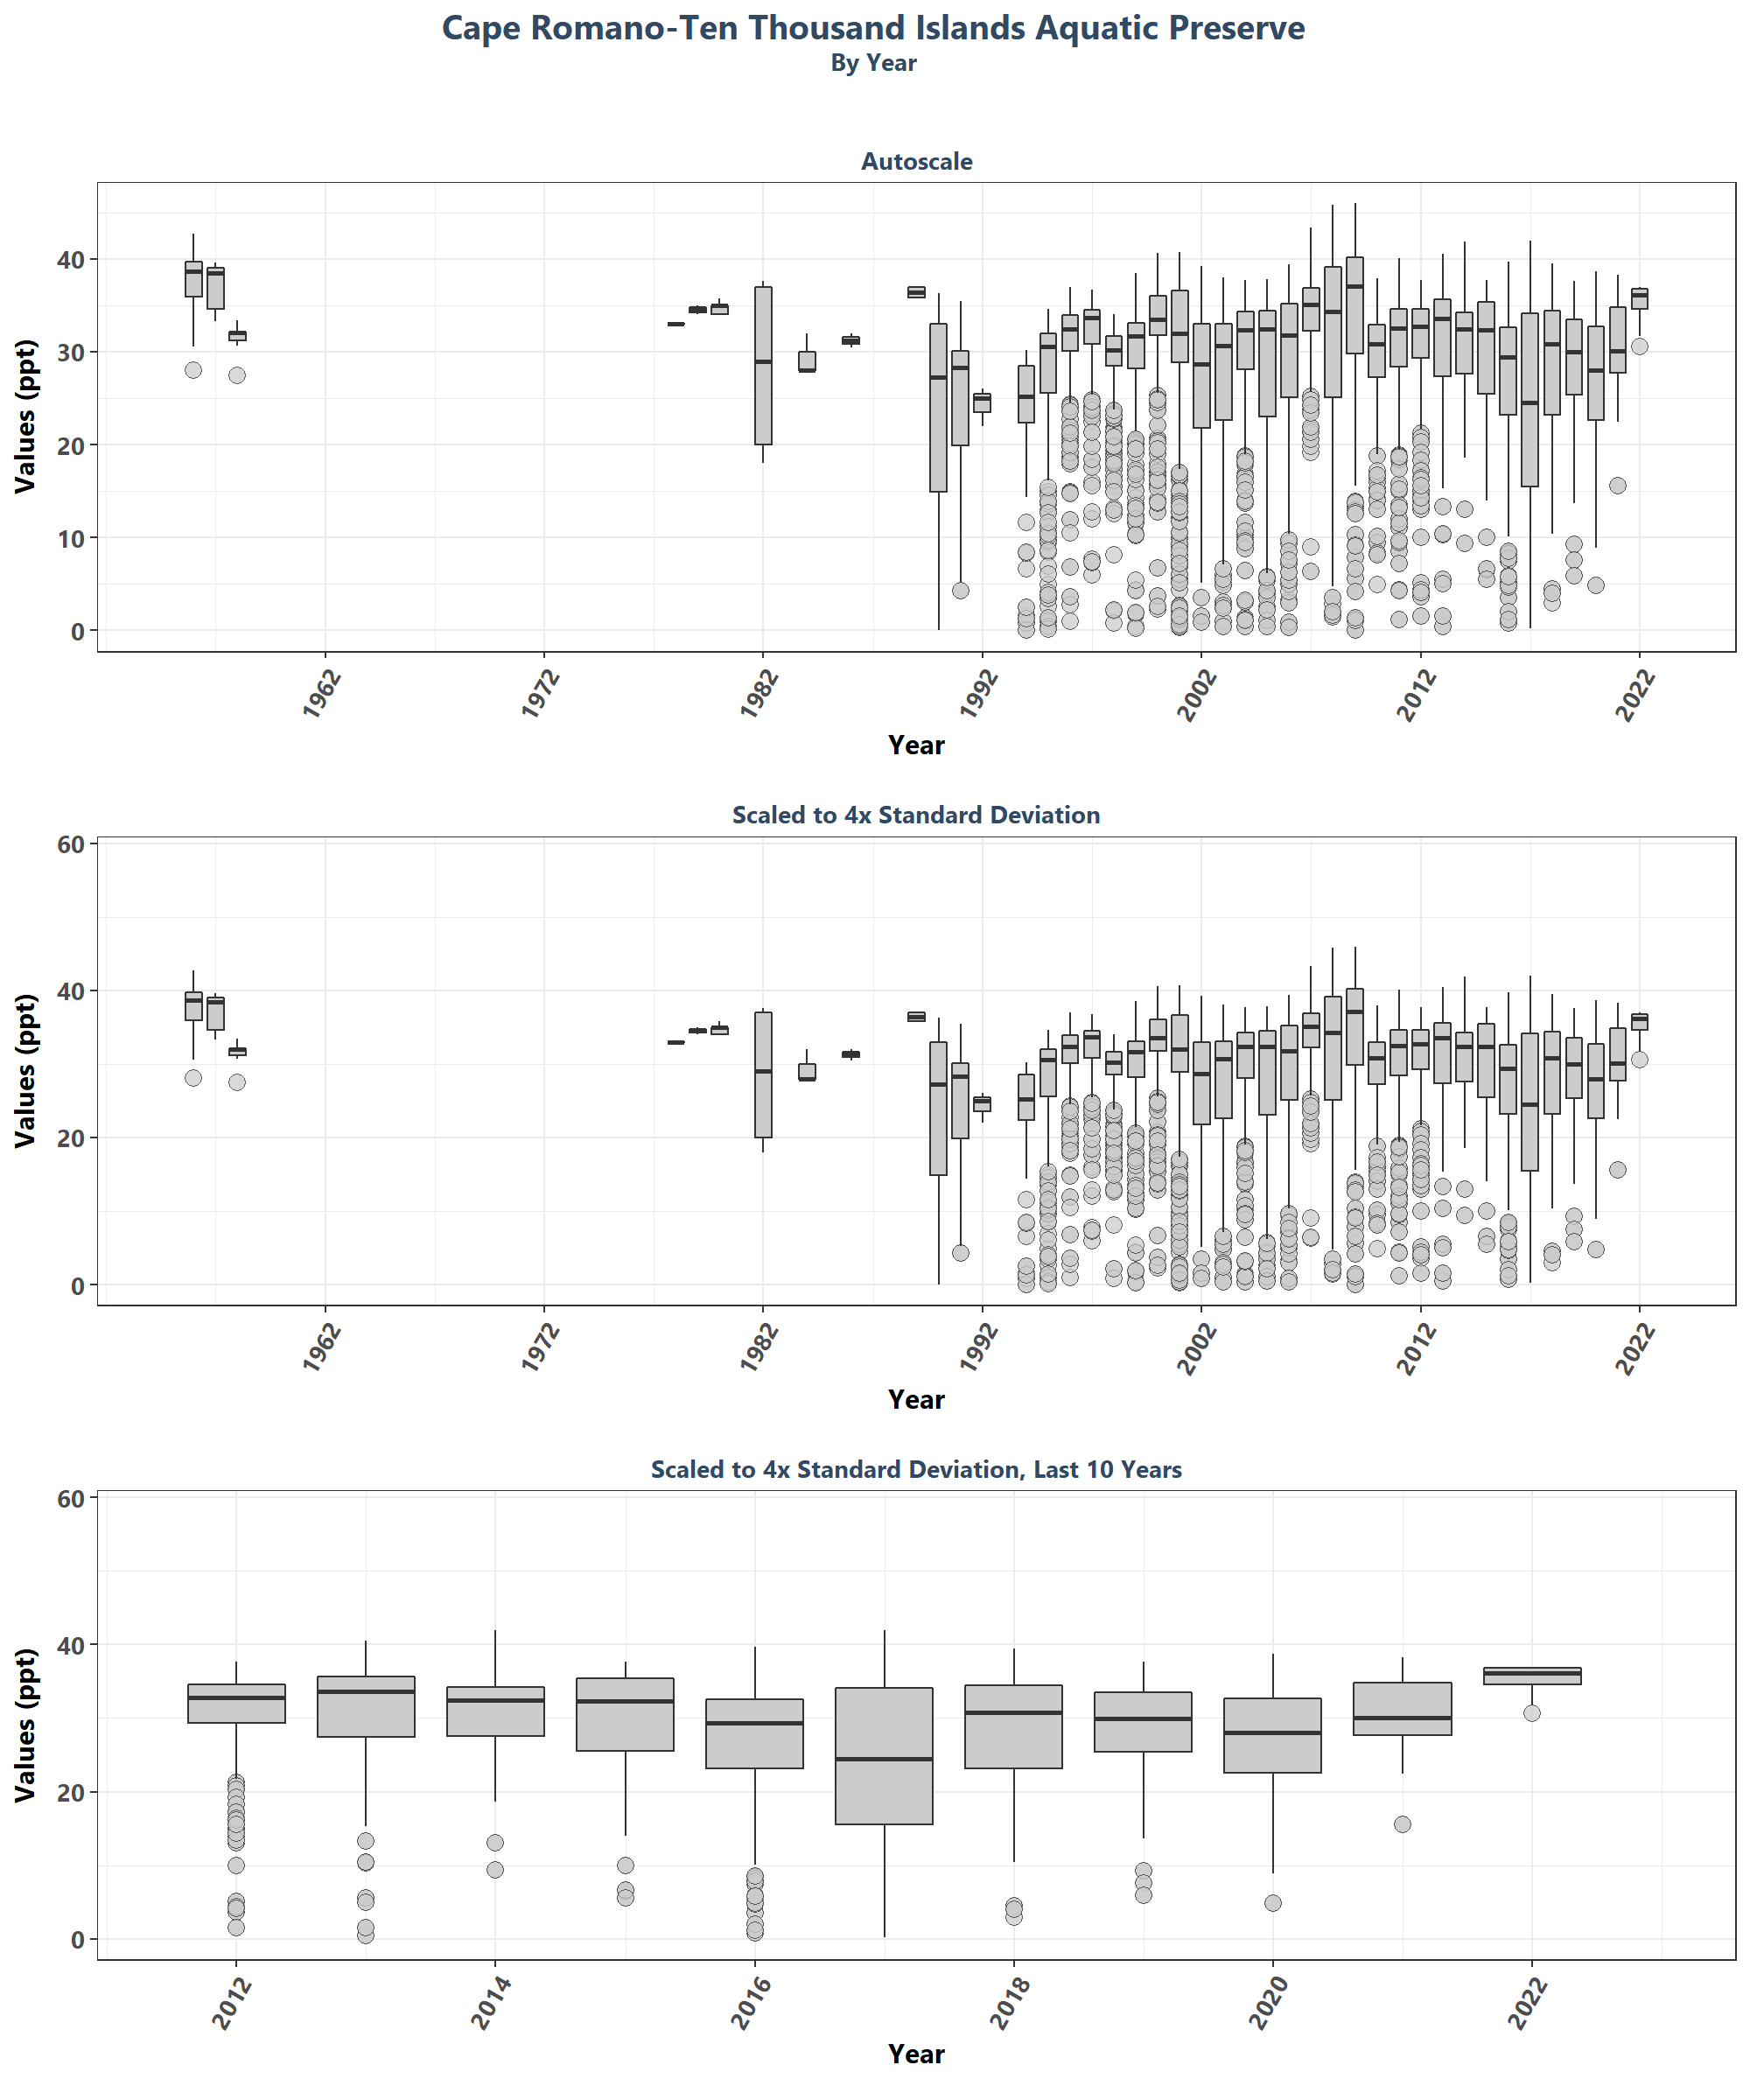 Cape Romano-Ten Thousand Islands Aquatic Preserve
By Year
Autoscale
Values (ppt)
40
30
20
10
0
1962 1972 1982 1992 2002 2012 2022
Year
Scaled to 4x Standard Deviation
Values (ppt)
60
40
20
0
1962 1972 1982 1992 2002 2012 2022
Year
Scaled to 4x Standard Deviation, Last 10 Years
Values (ppt)
60
40
20
0
2012 2014 2016 2018 2020 2022
Year